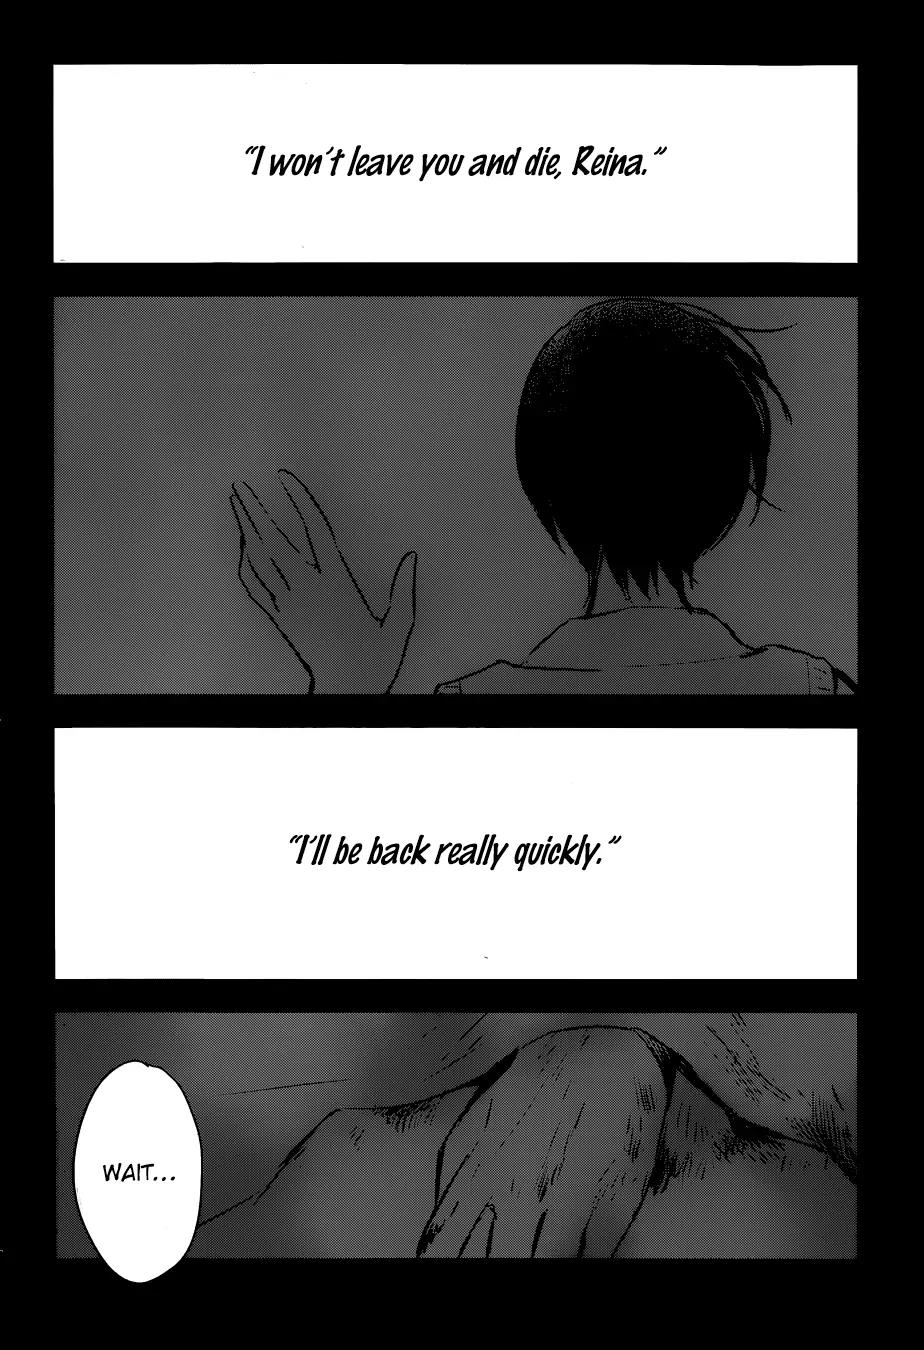 “I won't leave you and die, Reina.”
“I'll be back really quickly.”
WAIT...